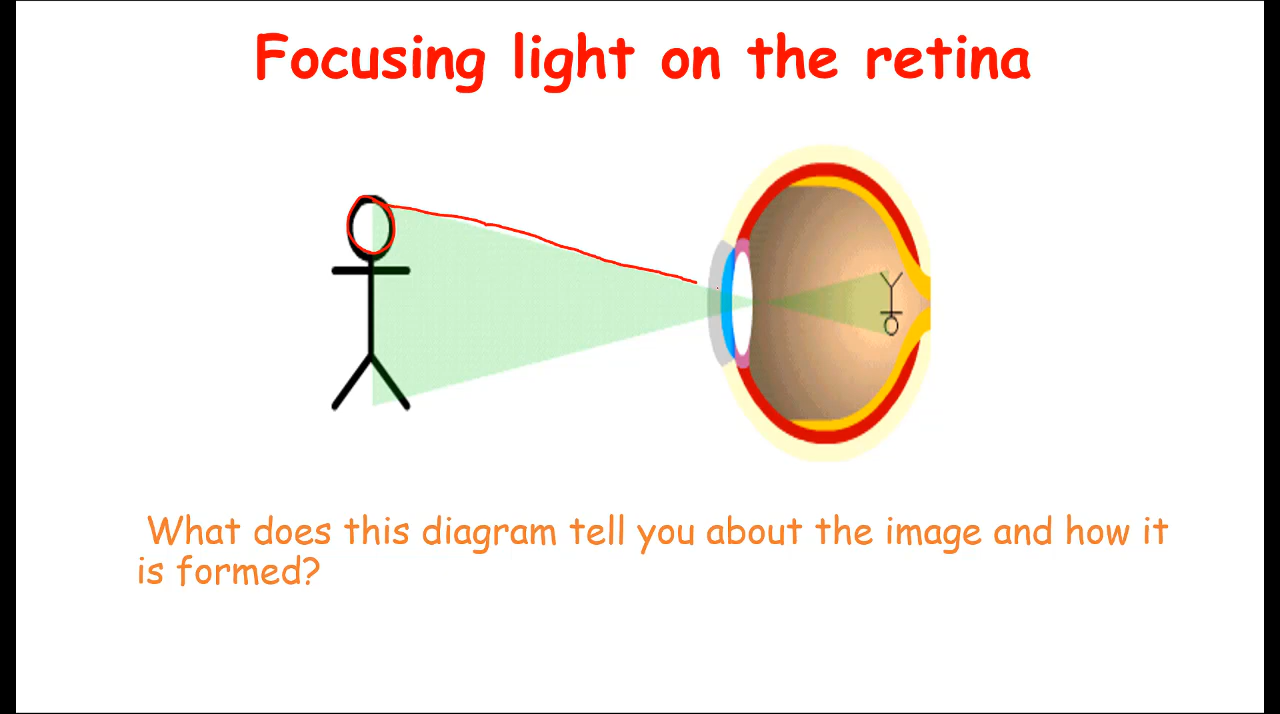 Focusing light on the retina
What does this diagram tell you about the image and how it
is formed?